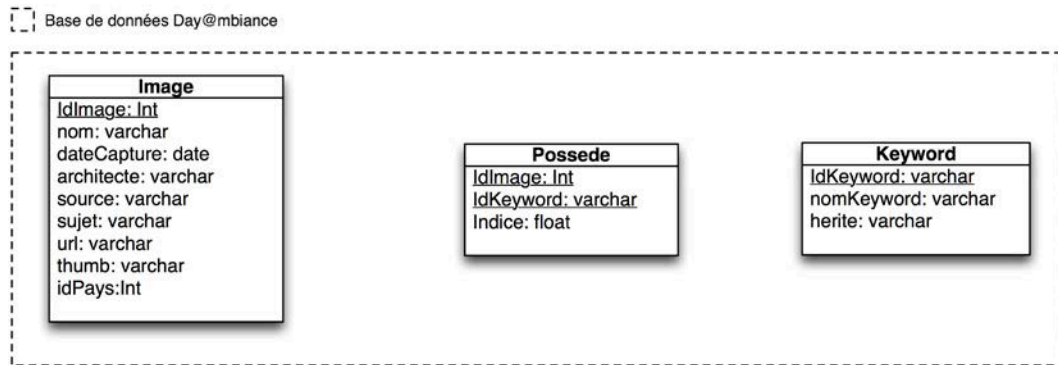 Base de données Day@mbiance
Image
IdImage: Int
nom: varchar
dateCapture: date
architecte: varchar
source: varchar
sujet: varchar
url: varchar
thumb: varchar
idPays:Int
Possede
IdImage: Int
IdKeyword: varchar
Indice: float
Keyword
IdKeyword: varchar
nomKeyword: varchar
herite: varchar